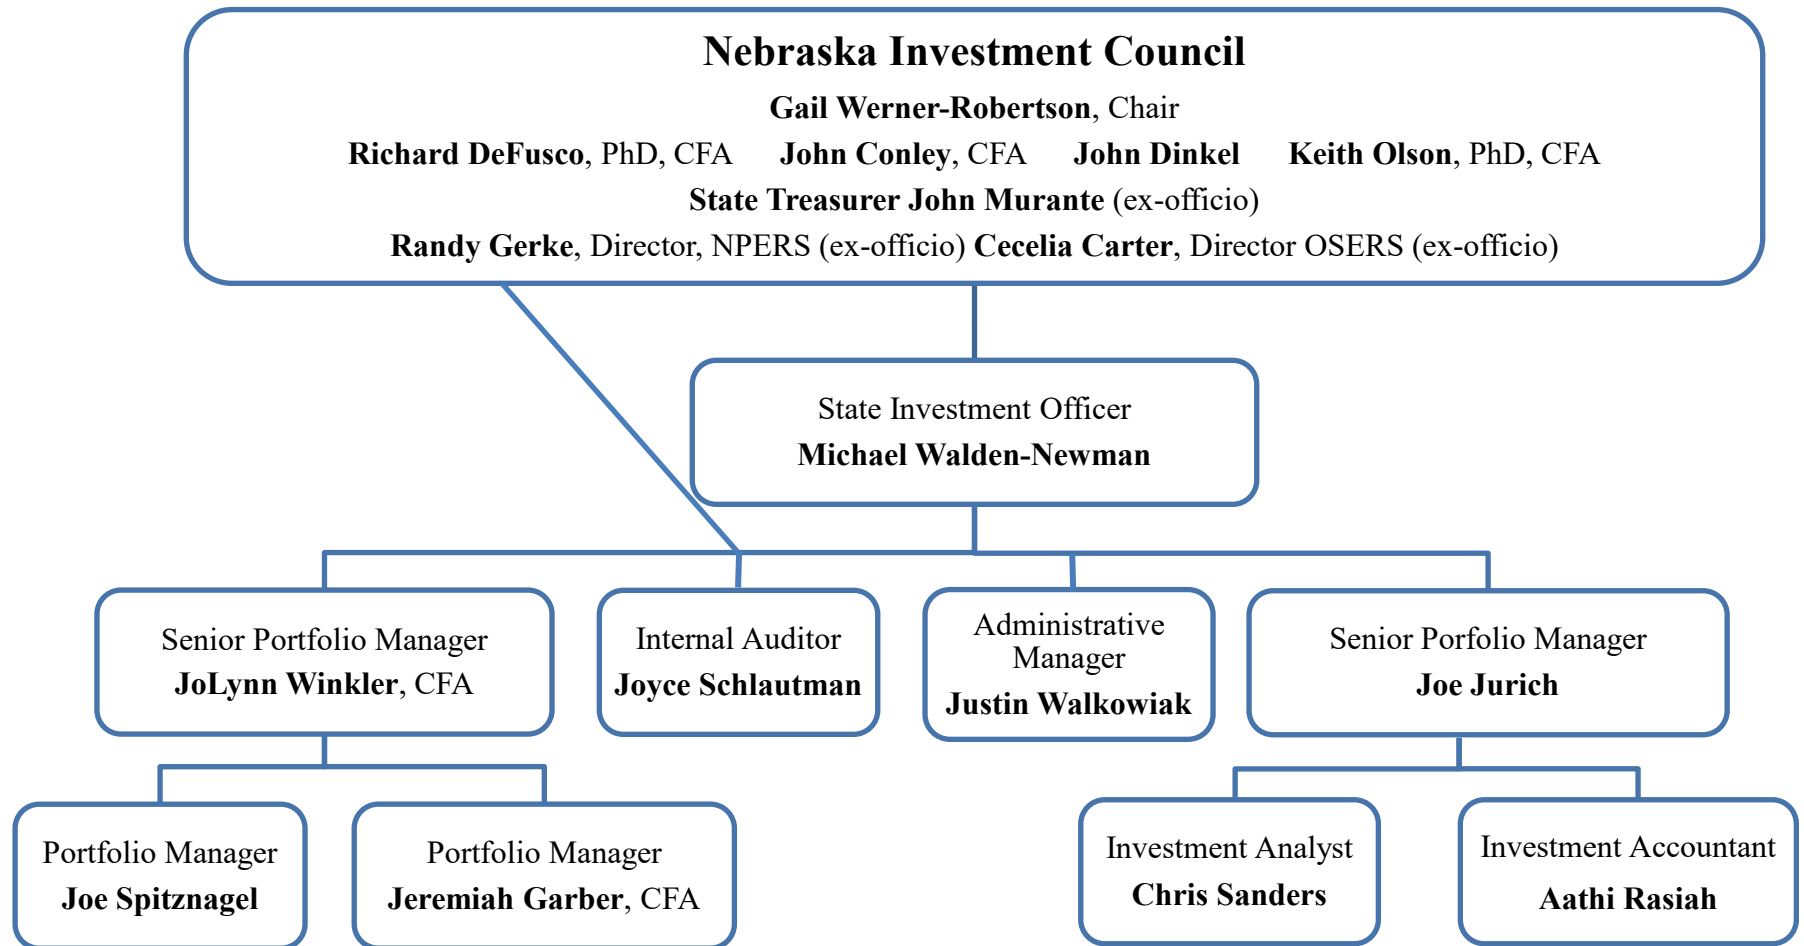 Nebraska Investment Council
Gail Werner-Robertson, Chair
Richard DeFusco, PhD, CFA John Conley, CFA John Dinkel Keith Olson, PhD, CFA
State Treasurer John Murante (ex-officio)
Randy Gerke, Director, NPERS (ex-officio) Cecelia Carter, Director OSERS (ex-officio)
State Investment Officer
Michael Walden-Newman
Senior Portfolio Manager
JoLynn Winkler, CFA
Internal Auditor
Joyce Schlautman
Administrative
Manager
Justin Walkowiak
Senior Porfolio Manager
Joe Jurich
Portfolio Manager
Joe Spitznagel
Portfolio Manager
Jeremiah Garber, CFA
Investment Analyst
Chris Sanders
Investment Accountant
Aathi Rasiah